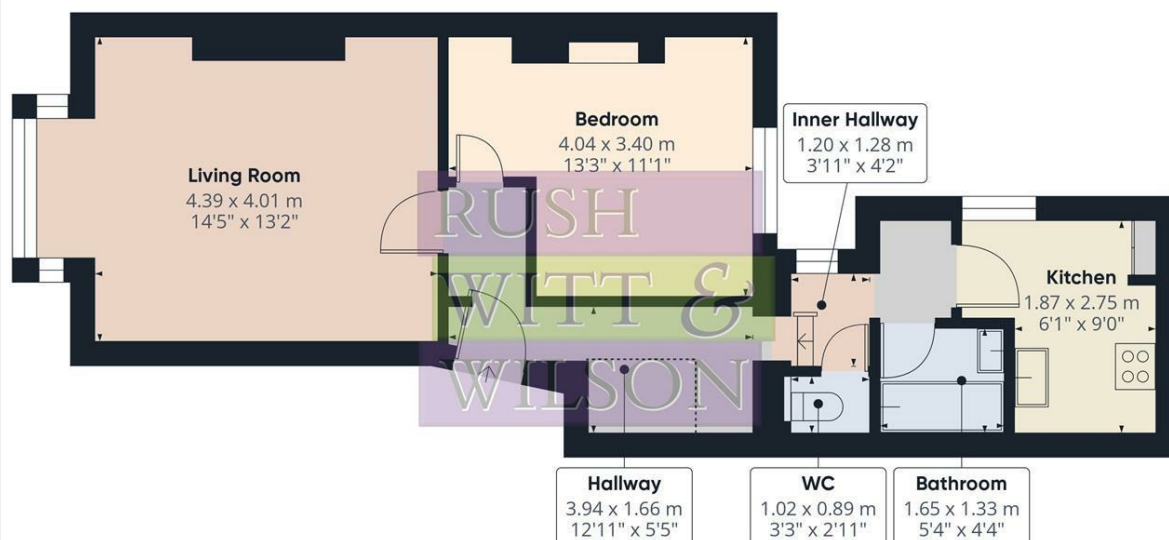 Living Room
4.39 x 4.01 m
14'5" x 13'2"
Bedroom
4.04 x 3.40 m
13'3" x 11'1"
Inner Hallway
1.20 x 1.28 m
3'11" x 4'2"
Kitchen
1.87 x 2.75 m
6'1" x 9'0"
RUSH
WITT &
WILSON
Hallway
3.94 x 1.66 m
12'11" x 5'5"
WC
1.02 x 0.89 m
3'3" x 2'11"
Bathroom
1.65 x 1.33 m
5'4" x 4'4"